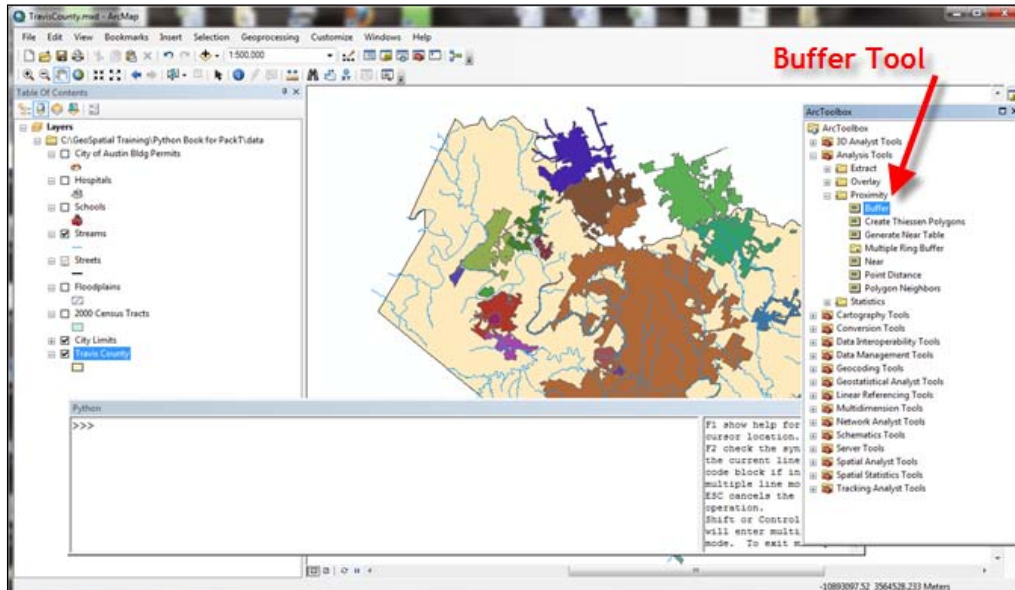 TravisCounty.mxd - ArcMap
File Edit View Bookmarks Insert Selection Geoprocessing Customize Windows Help
1:500,000
Buffer Tool
Table Of Contents
Layers
C:\GeoSpatial Training\Python Book for PackT\data
City of Austin Bldg Permits
Hospitals
Schools
Streams
Streets
Floodplains
2000 Census Tracts
City Limits
Travis County
ArcToolbox
ArcToolbox
3D Analyst Tools
Analysis Tools
Extract
Overlay
Proximity
Buffer
Create Thiessen Polygons
Generate Near Table
Multiple Ring Buffer
Near
Point Distance
Polygon Neighbors
Statistics
Cartography Tools
Conversion Tools
Data Interoperability Tools
Data Management Tools
Geocoding Tools
Geostatistical Analyst Tools
Linear Referencing Tools
Multidimension Tools
Network Analyst Tools
Schematics Tools
Server Tools
Spatial Analyst Tools
Spatial Statistics Tools
Tracking Analyst Tools
Python
>>>
F1 show help for
cursor location.
F2 check the syn
the current line
code block if in
multiple line mo
ESC cancels the
operation.
Shift or Control
will enter multi
mode. To exit m
-10893097.52 3564528.233 Meters